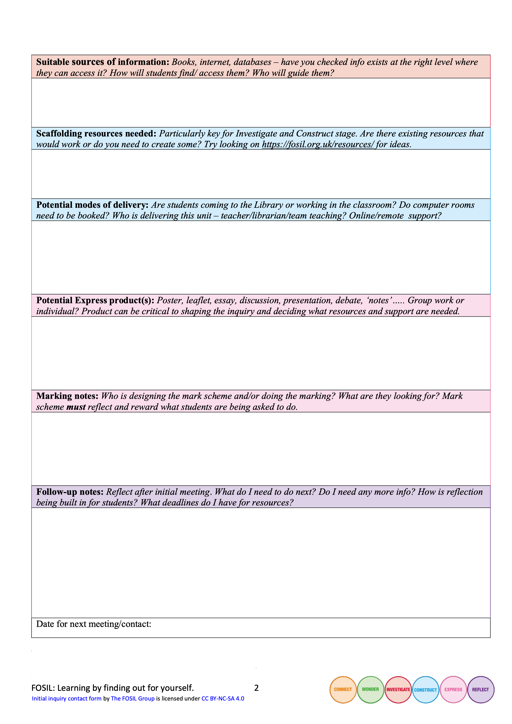 Suitable sources of information: Books, internet, databases – have you checked info exists at the right level where
they can access it? How will students find/ access them? Who will guide them?
Scaffolding resources needed: Particularly key for Investigate and Construct stage. Are there existing resources that
would work or do you need to create some? Try looking on https://fosil.org.uk/resources/ for ideas.
Potential modes of delivery: Are students coming to the Library or working in the classroom? Do computer rooms
need to be booked? Who is delivering this unit – teacher/librarian/team teaching? Online/remote  support?
Potential Express product(s): Poster, leaflet, essay, discussion, presentation, debate, ‘notes’….. Group work or
individual? Product can be critical to shaping the inquiry and deciding what resources and support are needed.
Marking notes: Who is designing the mark scheme and/or doing the marking? What are they looking for? Mark
scheme must reflect and reward what students are being asked to do.
Follow-up notes: Reflect after initial meeting. What do I need to do next? Do I need any more info? How is reflection
being built in for students? What deadlines do I have for resources?
Date for next meeting/contact:
FOSIL: Learning by finding out for yourself. 2
Initial inquiry contact form by The FOSIL Group is licensed under CC BY-NC-SA 4.0
CONNECT WONDER INVESTIGATE CONSTRUCT EXPRESS REFLECT